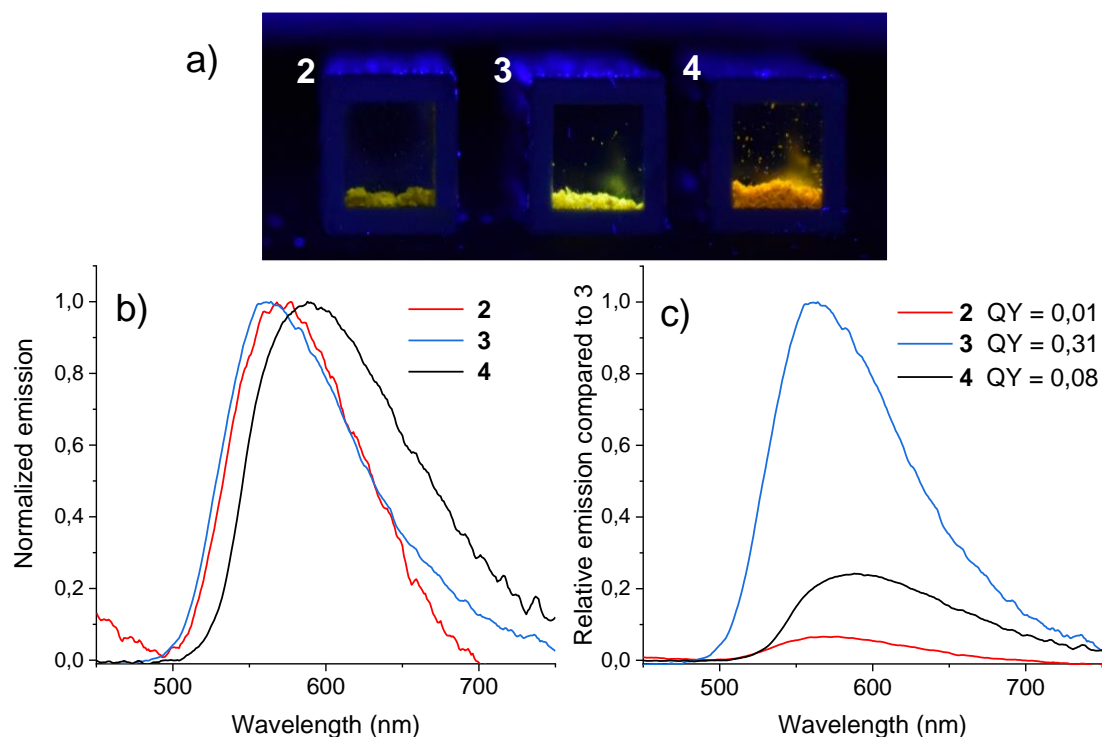 a)
2
3
4
b)
2
3
4
Normalized emission
1,0
0,8
0,6
0,4
0,2
0,0
500
600
700
Wavelength (nm)
c)
2 QY = 0,01
3 QY = 0,31
4 QY = 0,08
Relative emission compared to 3
1,0
0,8
0,6
0,4
0,2
0,0
500
600
700
Wavelength (nm)